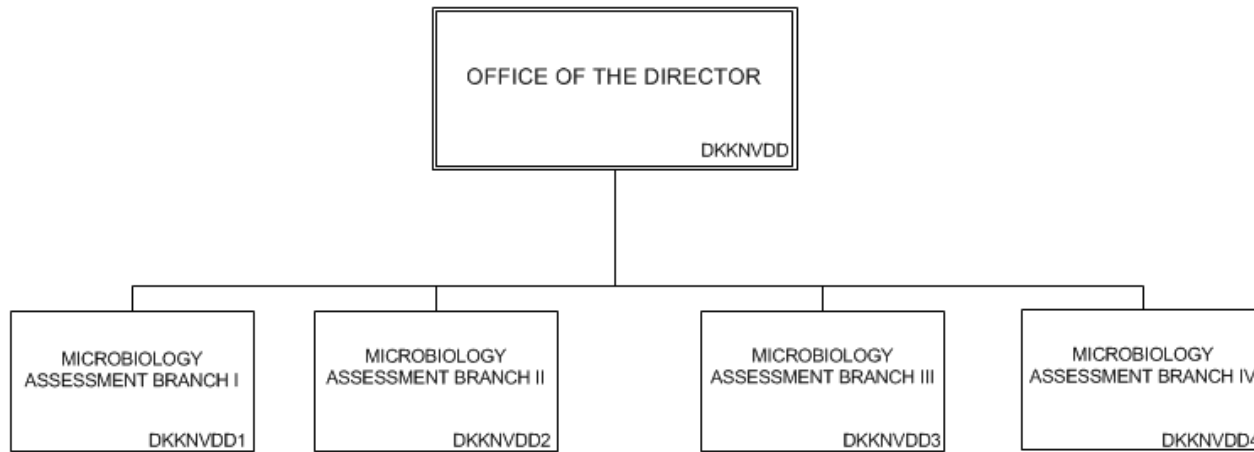 OFFICE OF THE DIRECTOR
DKKNVDD
MICROBIOLOGY
ASSESSMENT BRANCH I
DKKNVDD1
MICROBIOLOGY
ASSESSMENT BRANCH II
DKKNVDD2
MICROBIOLOGY
ASSESSMENT BRANCH III
DKKNVDD3
MICROBIOLOGY
ASSESSMENT BRANCH IV
DKKNVDD4